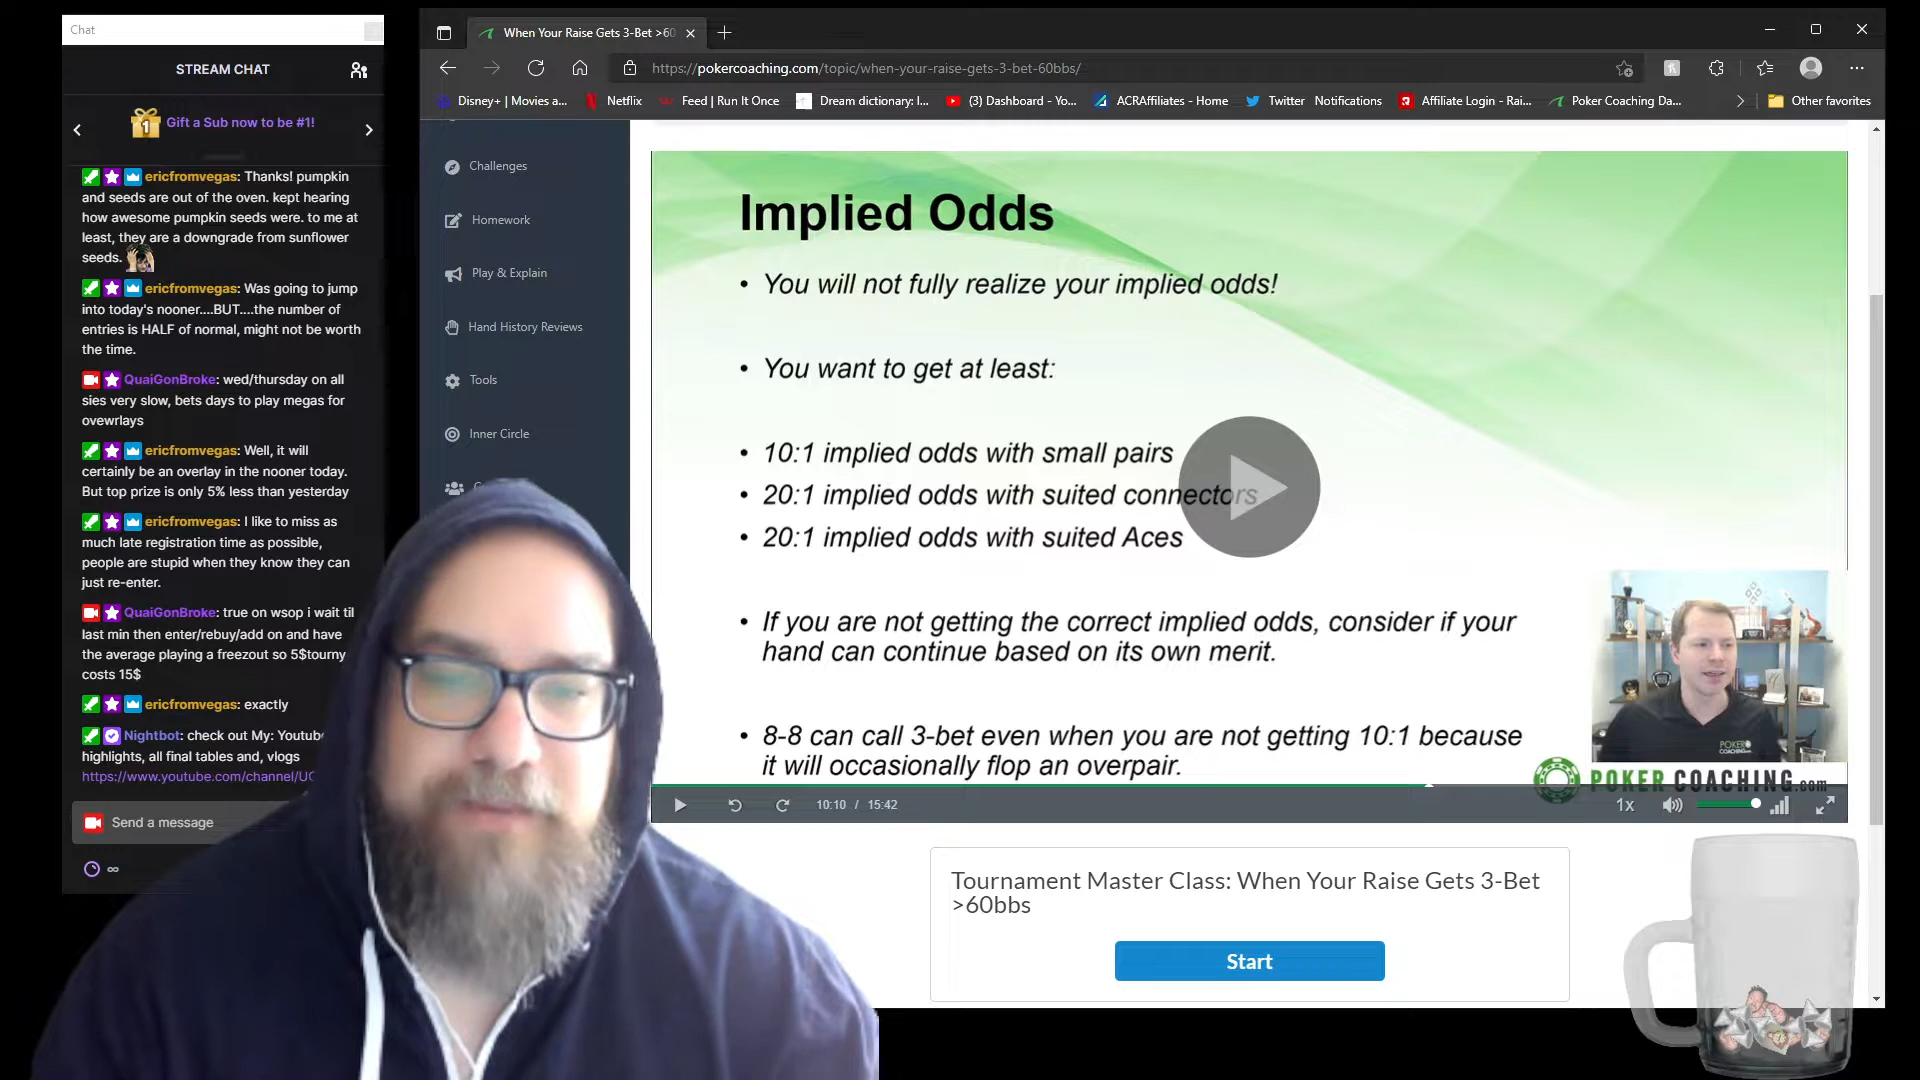 Chat
STREAM CHAT
1
Gift a Sub now to be #1!
ericfromvegas: Thanks! pumpkin
and seeds are out of the oven. kept hearing
how awesome pumpkin seeds were. to me at
least, they are a downgrade from sunflower
seeds.
ericfromvegas: Was going to jump
into today's nooner....BUT....the number of
entries is HALF of normal, might not be worth
the time.
QuaiGonBroke: wed/thursday on all
sies very slow, bets days to play megas for
ovewrlays
ericfromvegas: Well, it will
certainly be an overlay in the nooner today.
But top prize is only 5% less than yesterday
ericfromvegas: I like to miss as
much late registration time as possible,
people are stupid when they know they can
just re-enter.
QuaiGonBroke: true on wsop i wait til
last min then enter/rebuy/add on and have
the average playing a freezout so 5$tourny
costs 15$
ericfromvegas: exactly
Nightbot: check out My: Youtube
highlights, all final tables and, vlogs
https://www.youtube.com/channel/UC
Send a message
∞
When Your Raise Gets 3-Bet >60
https://pokercoaching.com/topic/when-your-raise-gets-3-bet-60bbs/
Disney+ | Movies a... Netflix Feed | Run It Once Dream dictionary: I... (3) Dashboard - Yo... ACRAffiliates - Home Twitter Notifications Affiliate Login - Rai... Poker Coaching Da... Other favorites
Challenges
Homework
Play & Explain
Hand History Reviews
Tools
Inner Circle
Implied Odds
• You will not fully realize your implied odds!
• You want to get at least:
• 10:1 implied odds with small pairs
• 20:1 implied odds with suited connectors
• 20:1 implied odds with suited Aces
• If you are not getting the correct implied odds, consider if your
hand can continue based on its own merit.
• 8-8 can call 3-bet even when you are not getting 10:1 because
it will occasionally flop an overpair.
POKER COACHING.com
10:10 / 15:42
1x
Tournament Master Class: When Your Raise Gets 3-Bet
>60bbs
Start